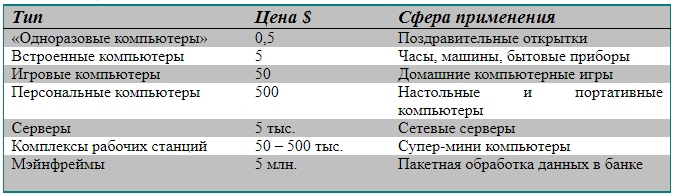 Тип Цена $ Сфера применения
«Одноразовые компьютеры» 0,5 Поздравительные открытки
Встроенные компьютеры 5 Часы, машины, бытовые приборы
Игровые компьютеры 50 Домашние компьютерные игры
Персональные компьютеры 500 Настольные и портативные
компьютеры
Серверы 5 тыс. Сетевые серверы
Комплексы рабочих станций 50 – 500 тыс. Супер-мини компьютеры
Мэйнфреймы 5 млн. Пакетная обработка данных в банке